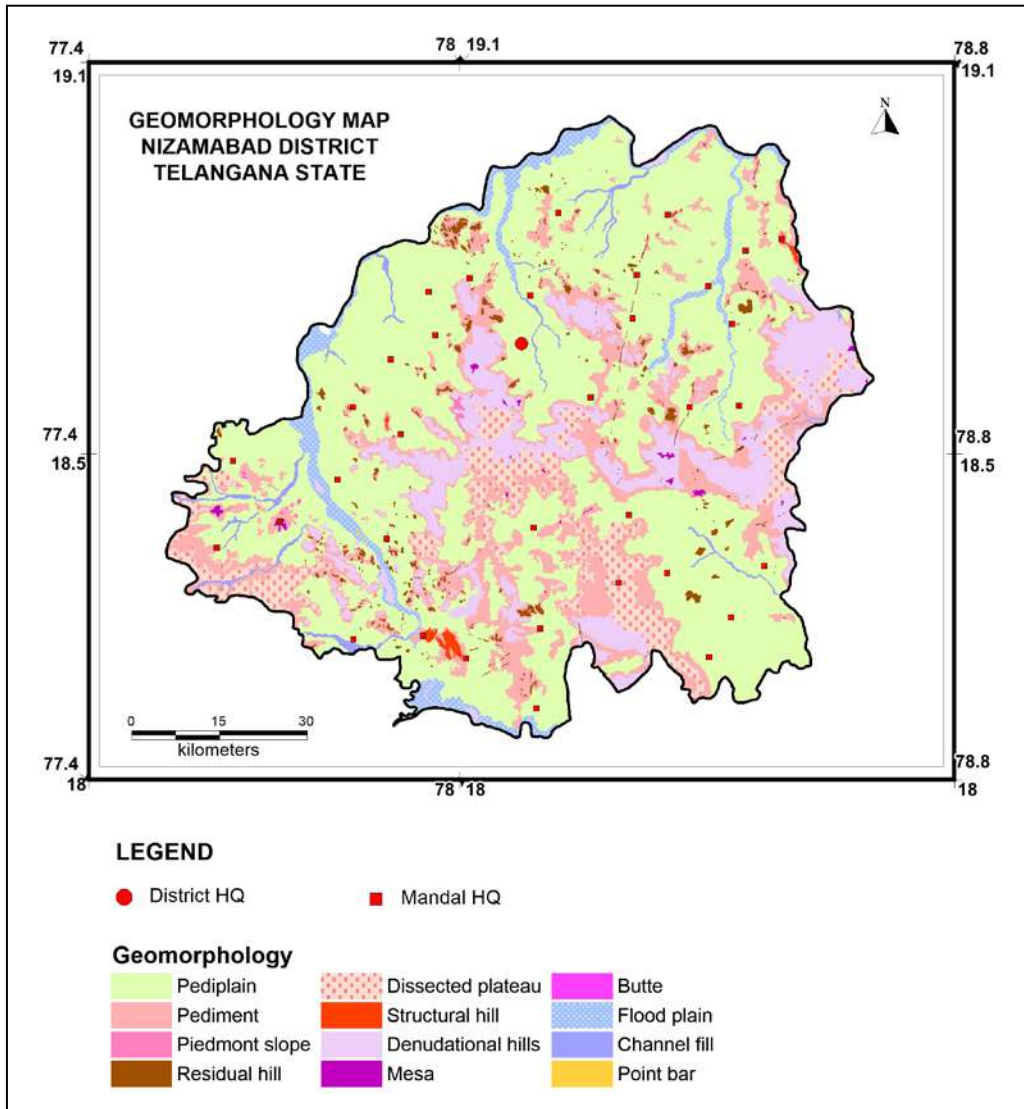 77.4
78 19.1
78.8
19.1
19.1
GEOMORPHOLOGY MAP
NIZAMABAD DISTRICT
TELANGANA STATE
N
77.4
18.5
78.8
18.5
0 15 30
kilometers
77.4
18
78 18
78.8
18
LEGEND
District HQ
Mandal HQ
Geomorphology
Pediplain
Pediment
Piedmont slope
Residual hill
Dissected plateau
Structural hill
Denudational hills
Mesa
Butte
Flood plain
Channel fill
Point bar